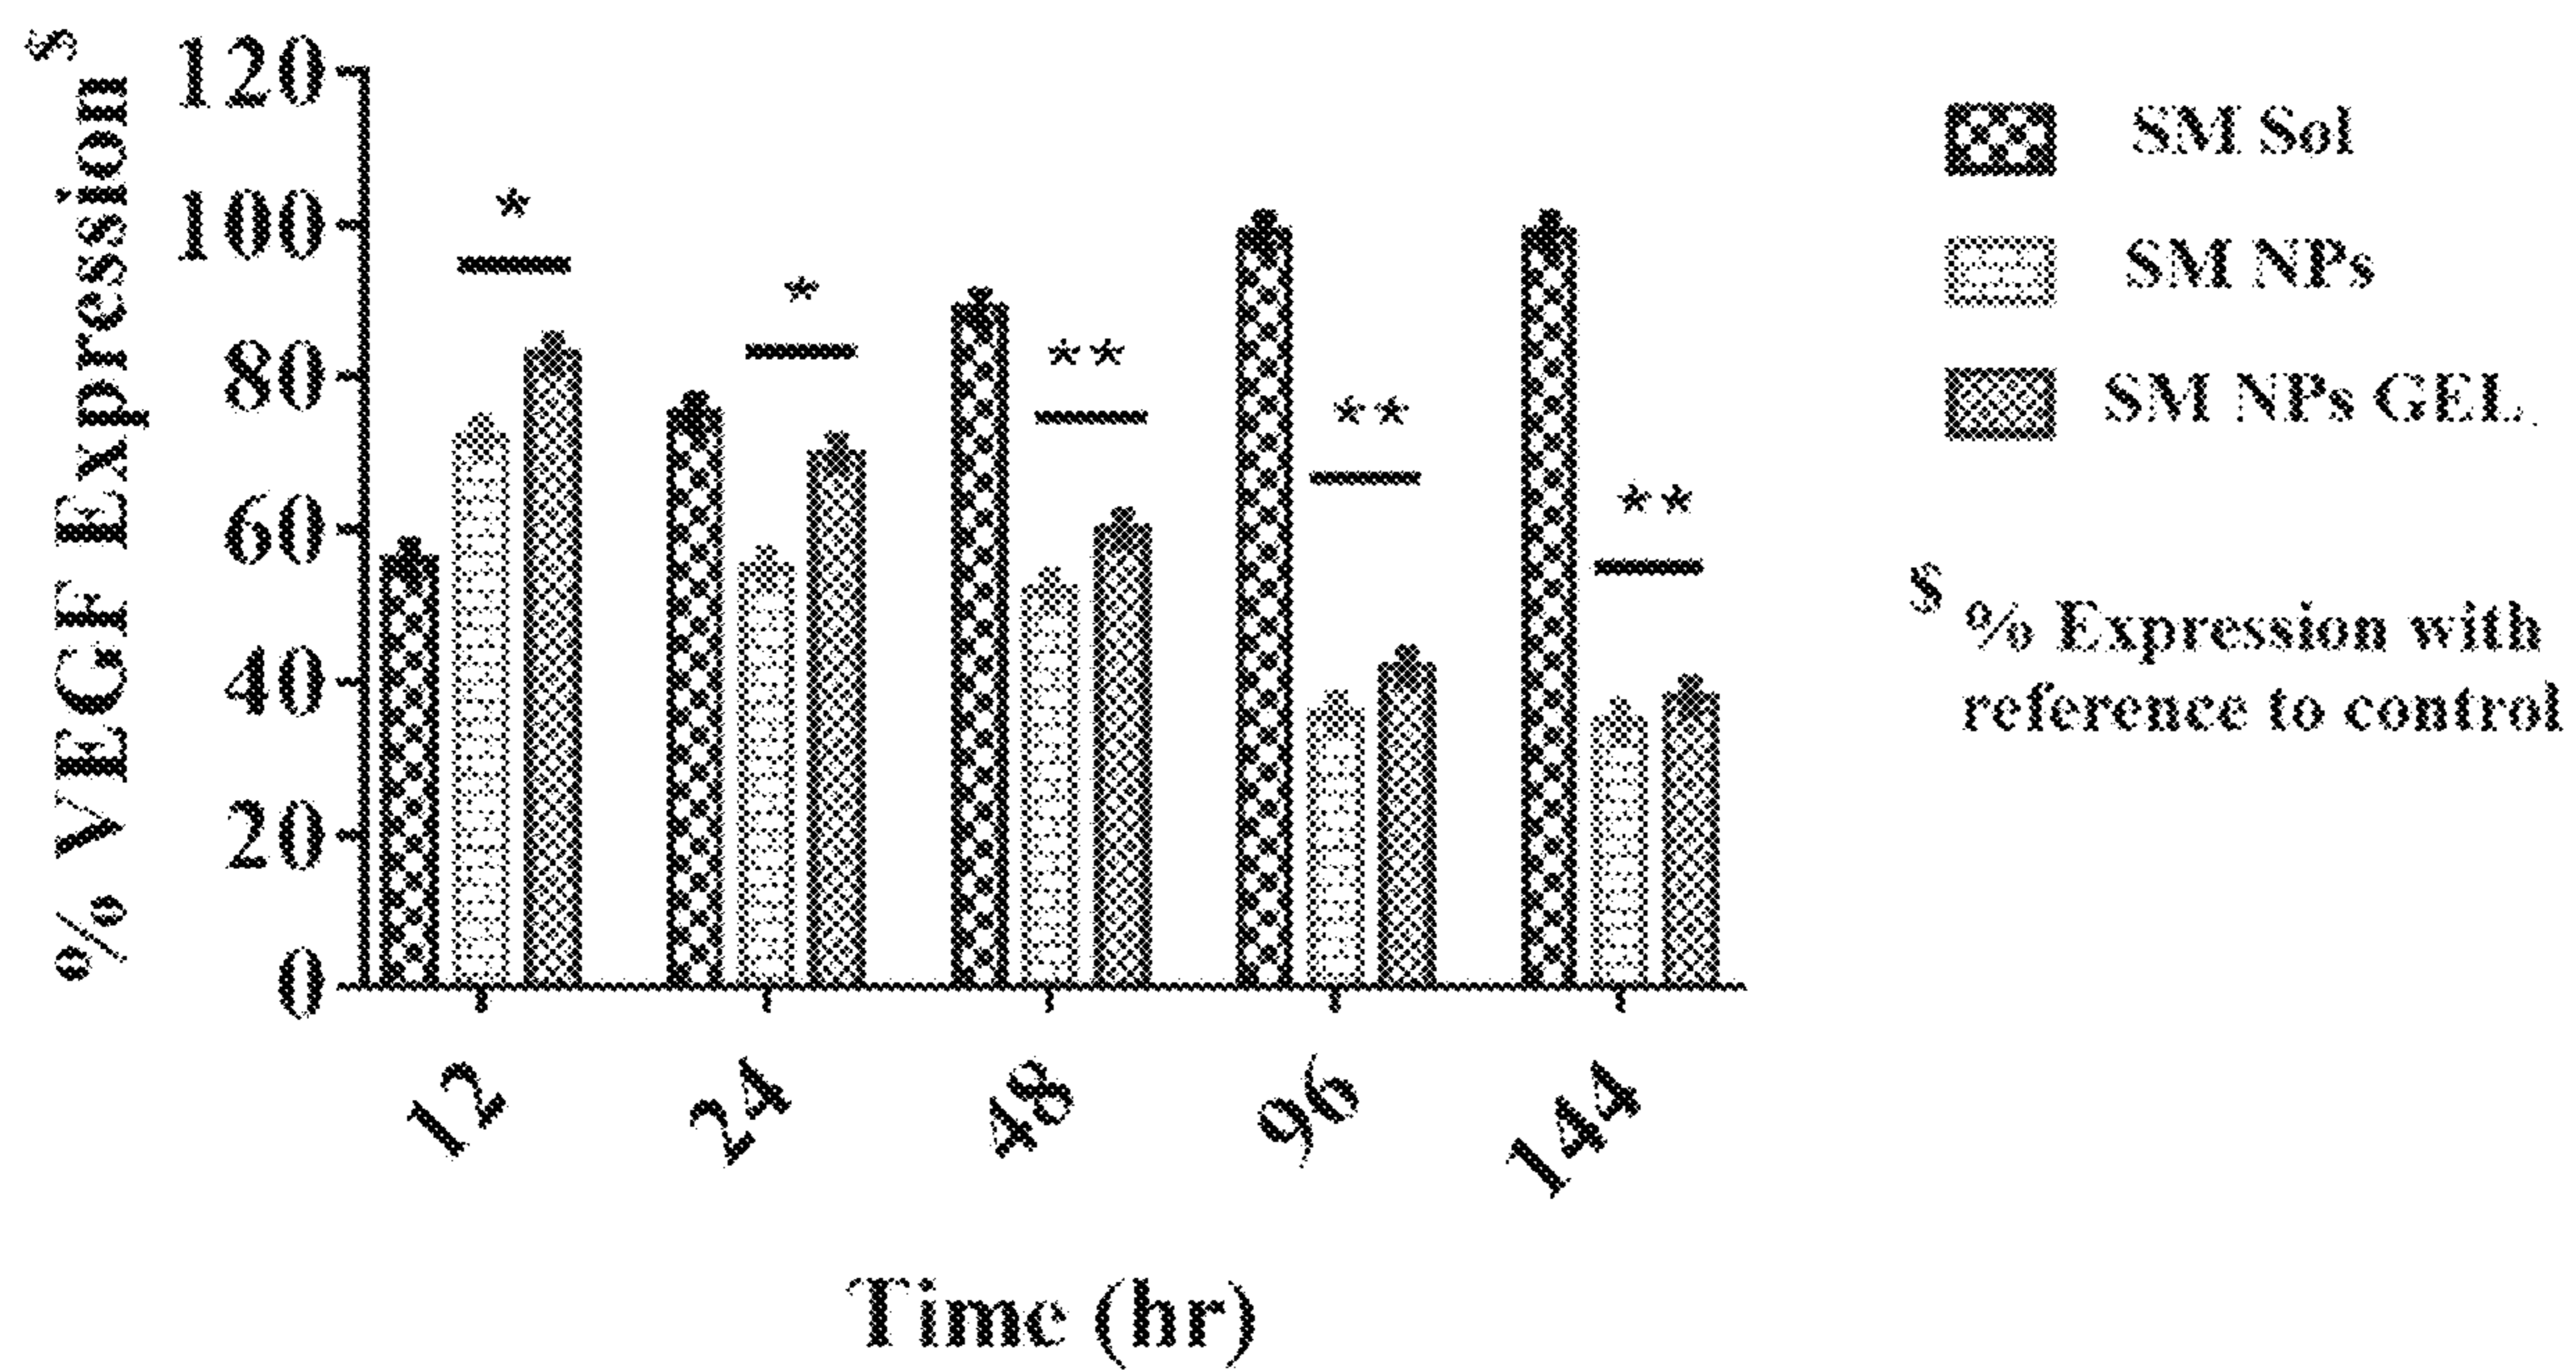 % VEGF Expression $
120
100
80
60
40
20
0
*
*
**
**
**
12
24
48
96
144
Time (hr)
SM Sol
SM NPs
SM NPs GEL
$ % Expression with
reference to control